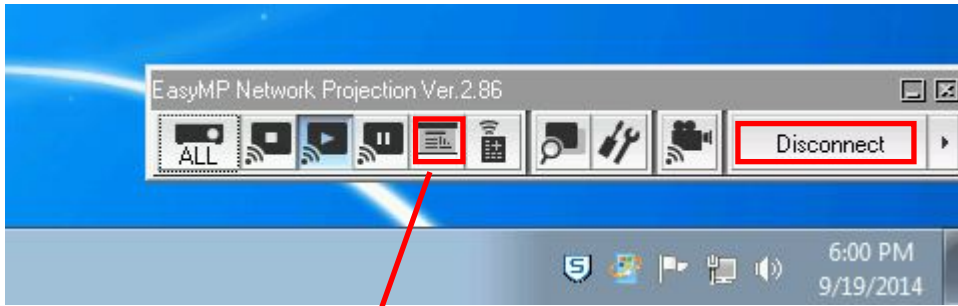 EasyMP Network Projection Ver.2.86
ALL
Disconnect
6:00 PM
9/19/2014